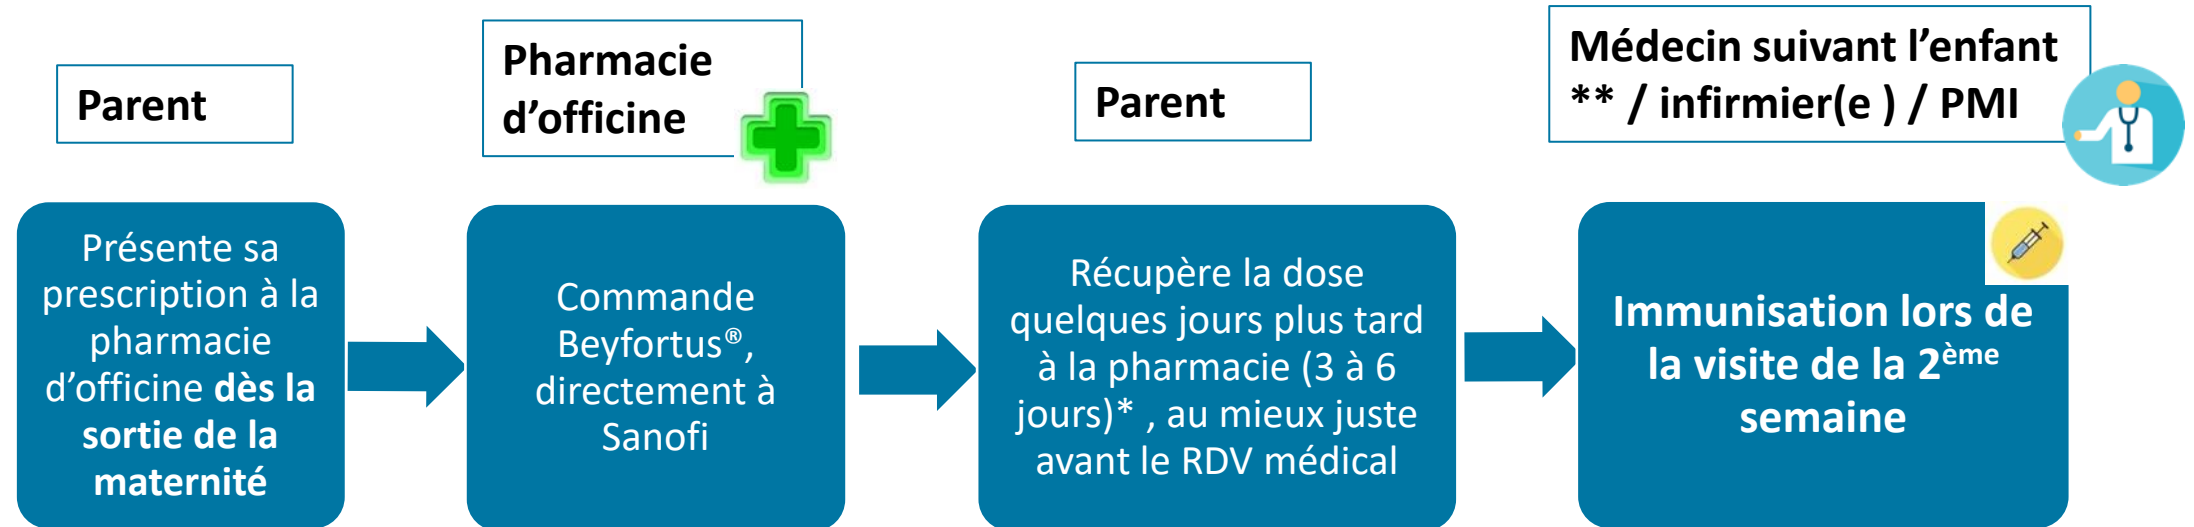 Parent
Présente sa
prescription à la
pharmacie
d’officine dès la
sortie de la
maternité
Pharmacie
d’officine
Commande
Beyfortus®,
directement à
Sanofi
Parent
Récupère la dose
quelques jours plus tard
à la pharmacie (3 à 6
jours)* , au mieux juste
avant le RDV médical
Médecin suivant l’enfant
** / infirmier(e ) / PMI
Immunisation lors de
la visite de la 2ème
semaine